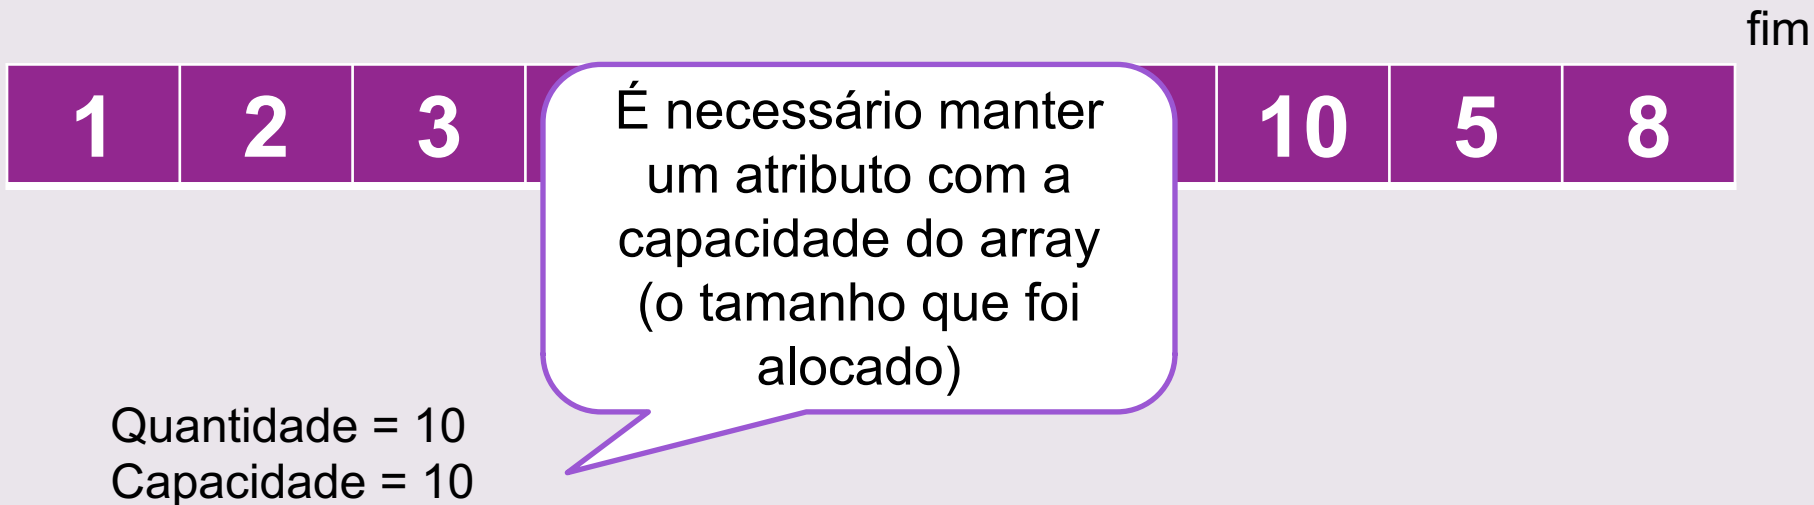 fim
1 2 3 10 5 8
É necessário manter
um atributo com a
capacidade do array
(o tamanho que foi
alocado)
Quantidade = 10
Capacidade = 10